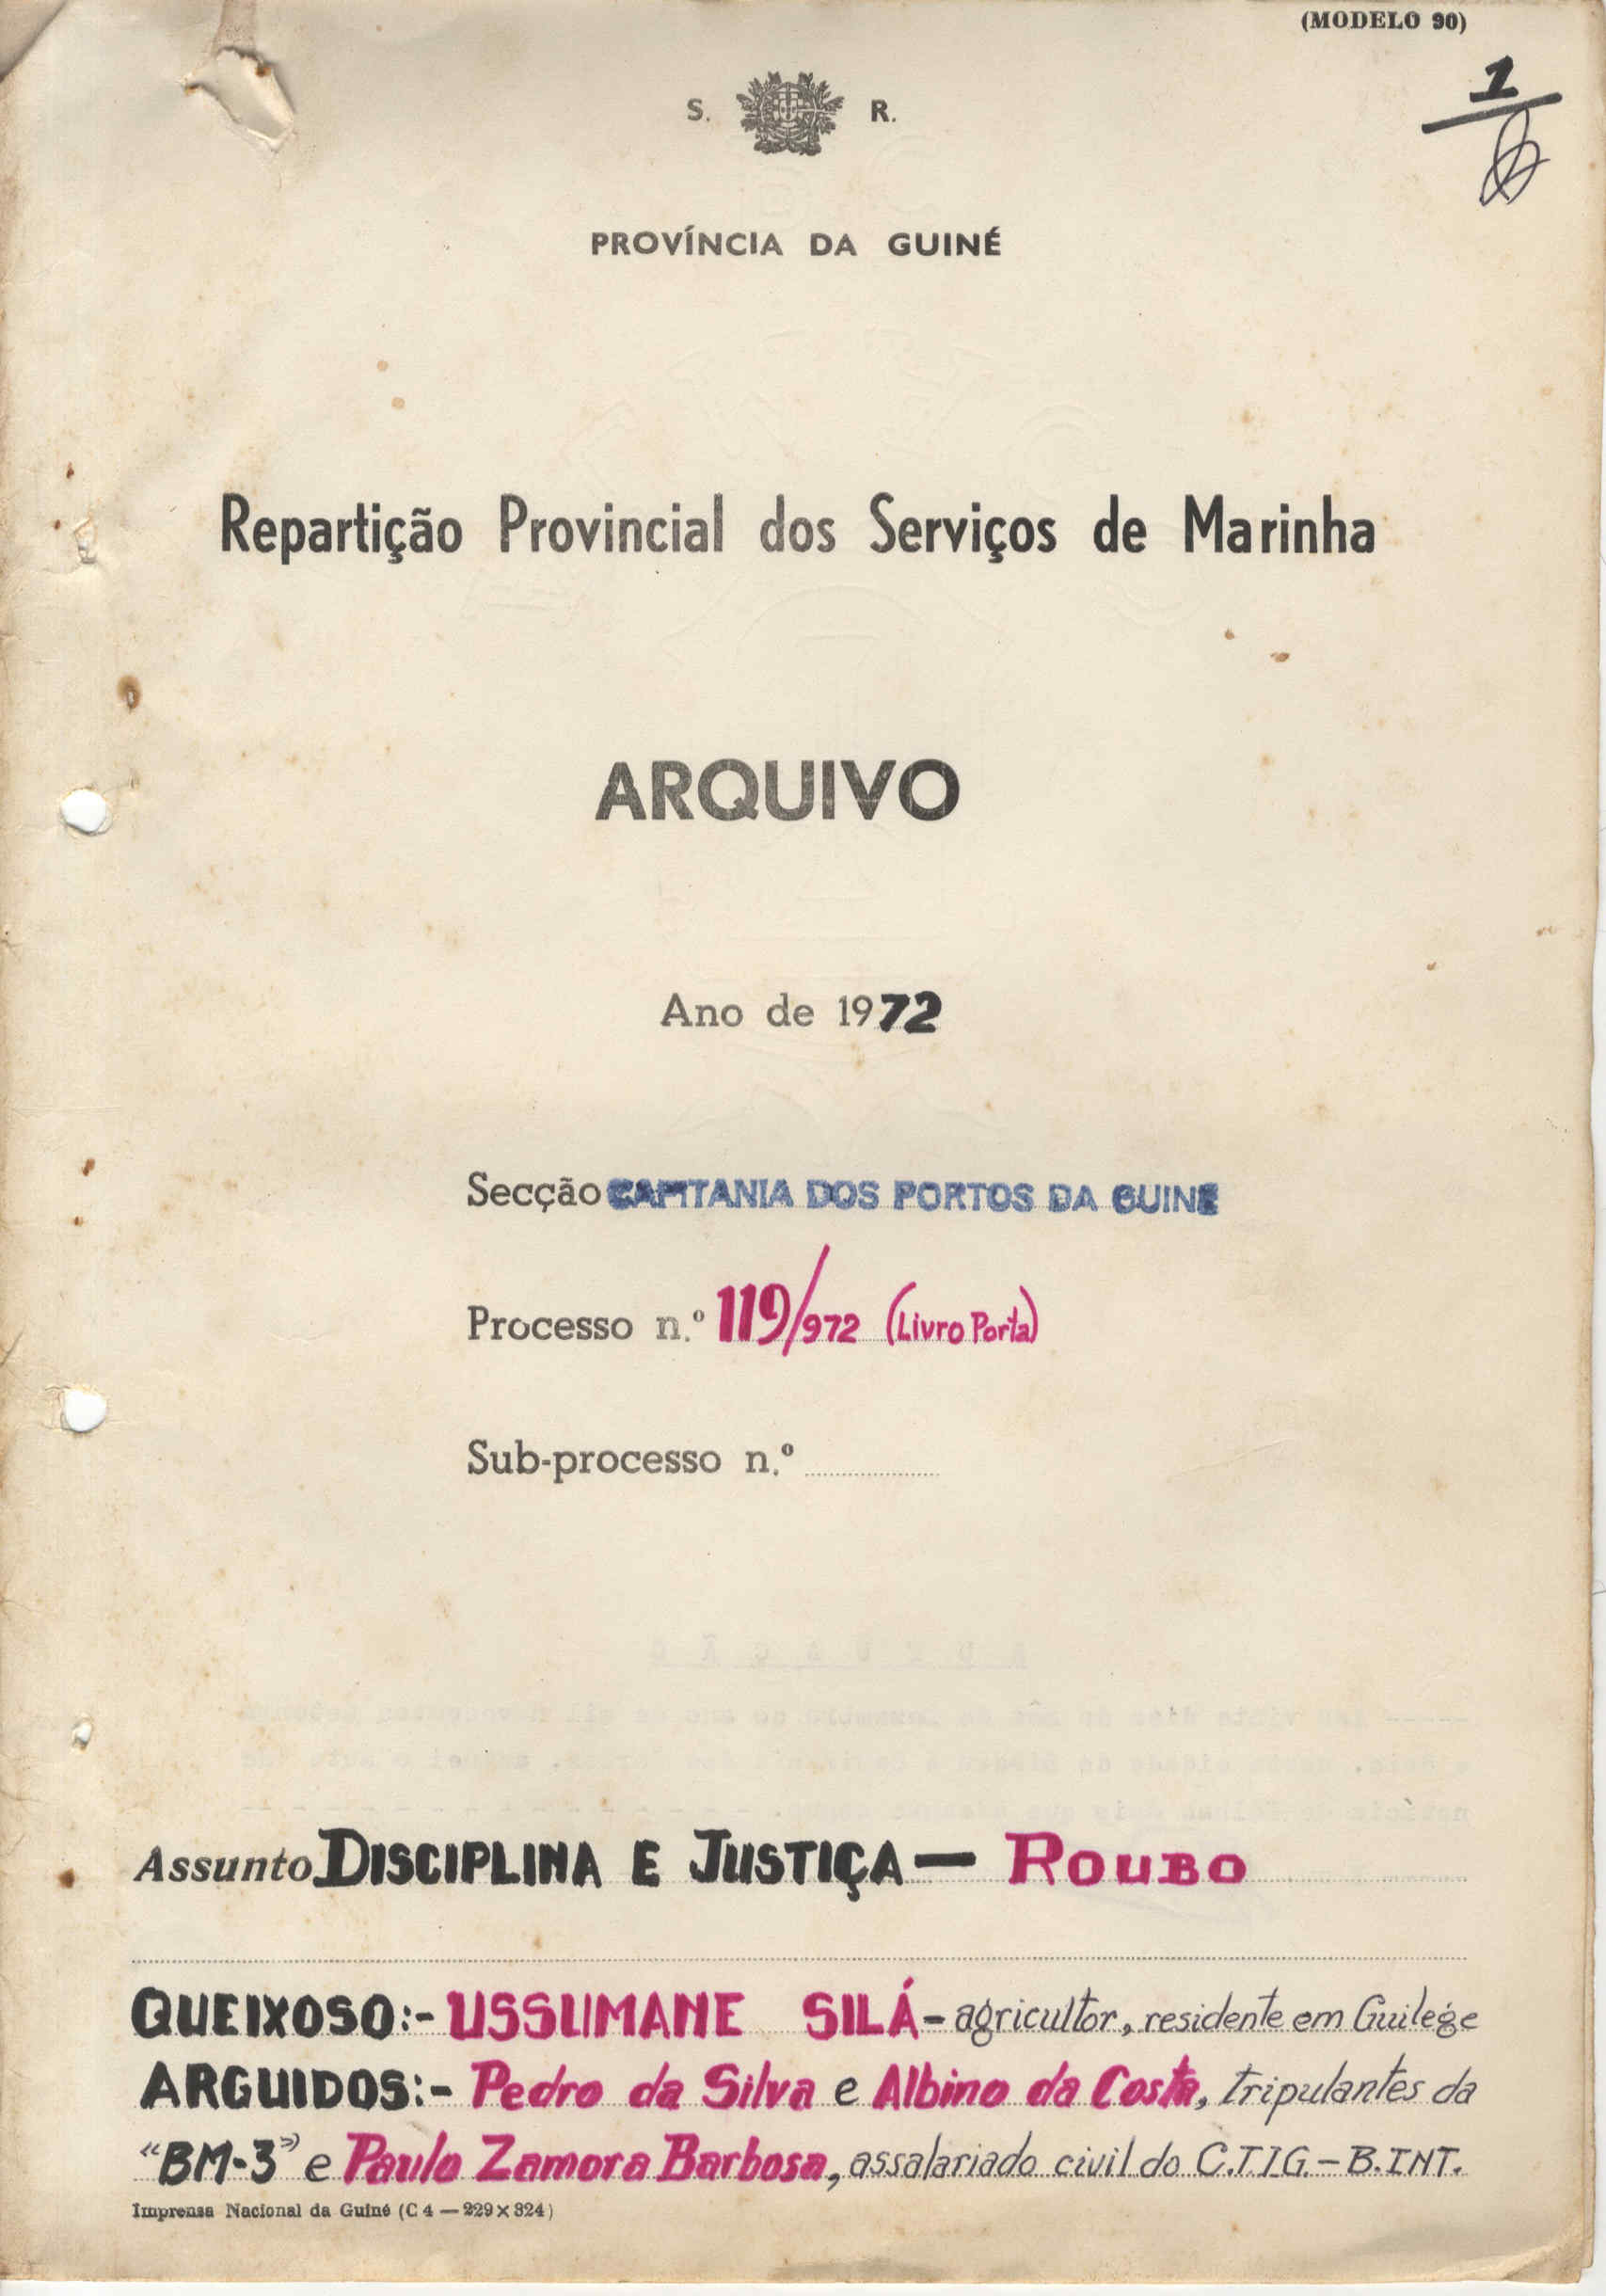 (MODELO 90)
1
S. R.
PROVÍNCIA DA GUINÉ
Repartição Provincial dos Serviços de Marinha
ARQUIVO
Ano de 1972
Secção CAPITANIA DOS PORTOS DA GUINE
Processo n.º 119/972 (Livro Porta)
Sub-processo n.º
Assunto DISCIPLINA E JUSTIÇA — ROUBO
QUEIXOSO:- USSUMANE SILÁ - agricultor, residente em Guilege
ARGUIDOS:- Pedro da Silva e Albino da Costa, tripulantes da
“BM-3” e Paulo Zamora Barbosa, assalariado civil do C.T.I.G. - B.INT.
Imprensa Nacional da Guiné (C 4 — 229 × 324)